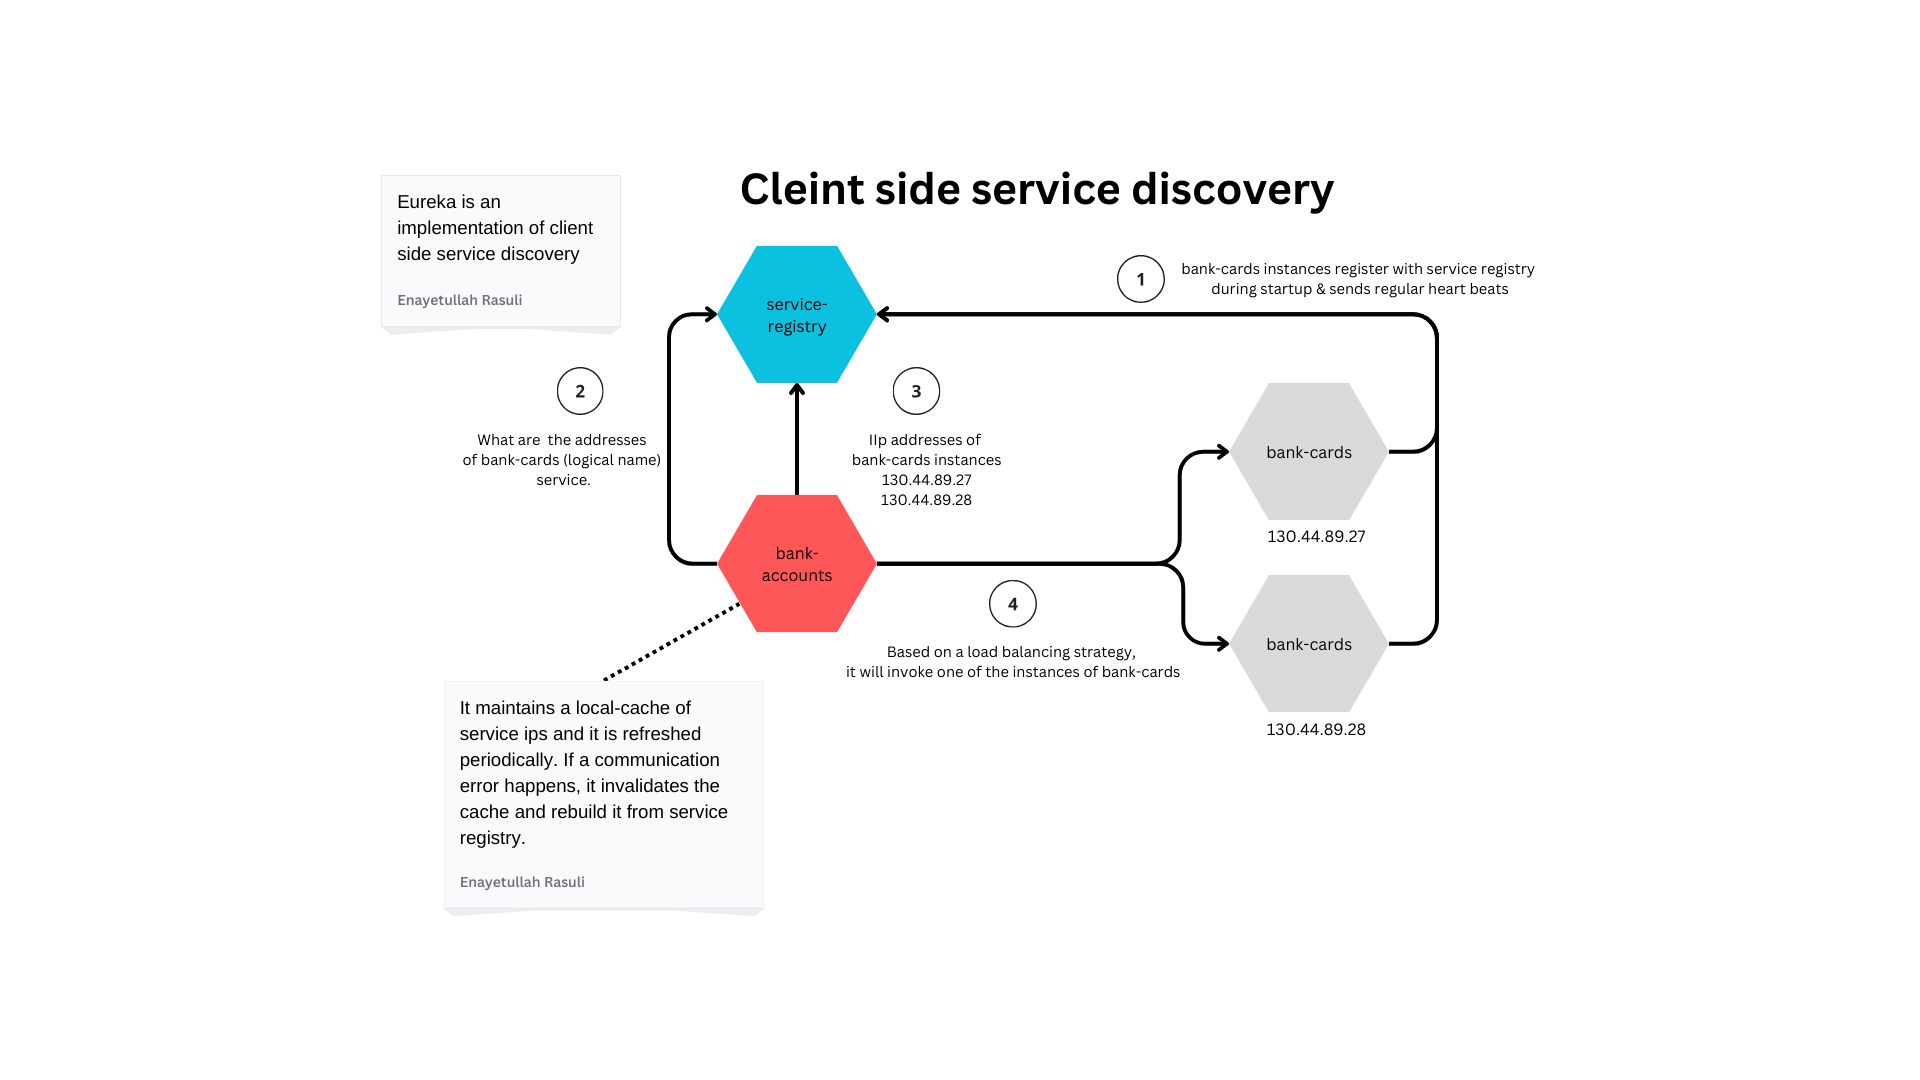 Cleint side service discovery
Eureka is an
implementation of client
side service discovery
Enayetullah Rasuli
service-
registry
1
bank-cards instances register with service registry
during startup & sends regular heart beats
2
What are  the addresses
of bank-cards (logical name)
service.
3
IIp addresses of
bank-cards instances
130.44.89.27
130.44.89.28
bank-cards
130.44.89.27
bank-
accounts
4
Based on a load balancing strategy,
it will invoke one of the instances of bank-cards
bank-cards
130.44.89.28
It maintains a local-cache of
service ips and it is refreshed
periodically. If a communication
error happens, it invalidates the
cache and rebuild it from service
registry.
Enayetullah Rasuli